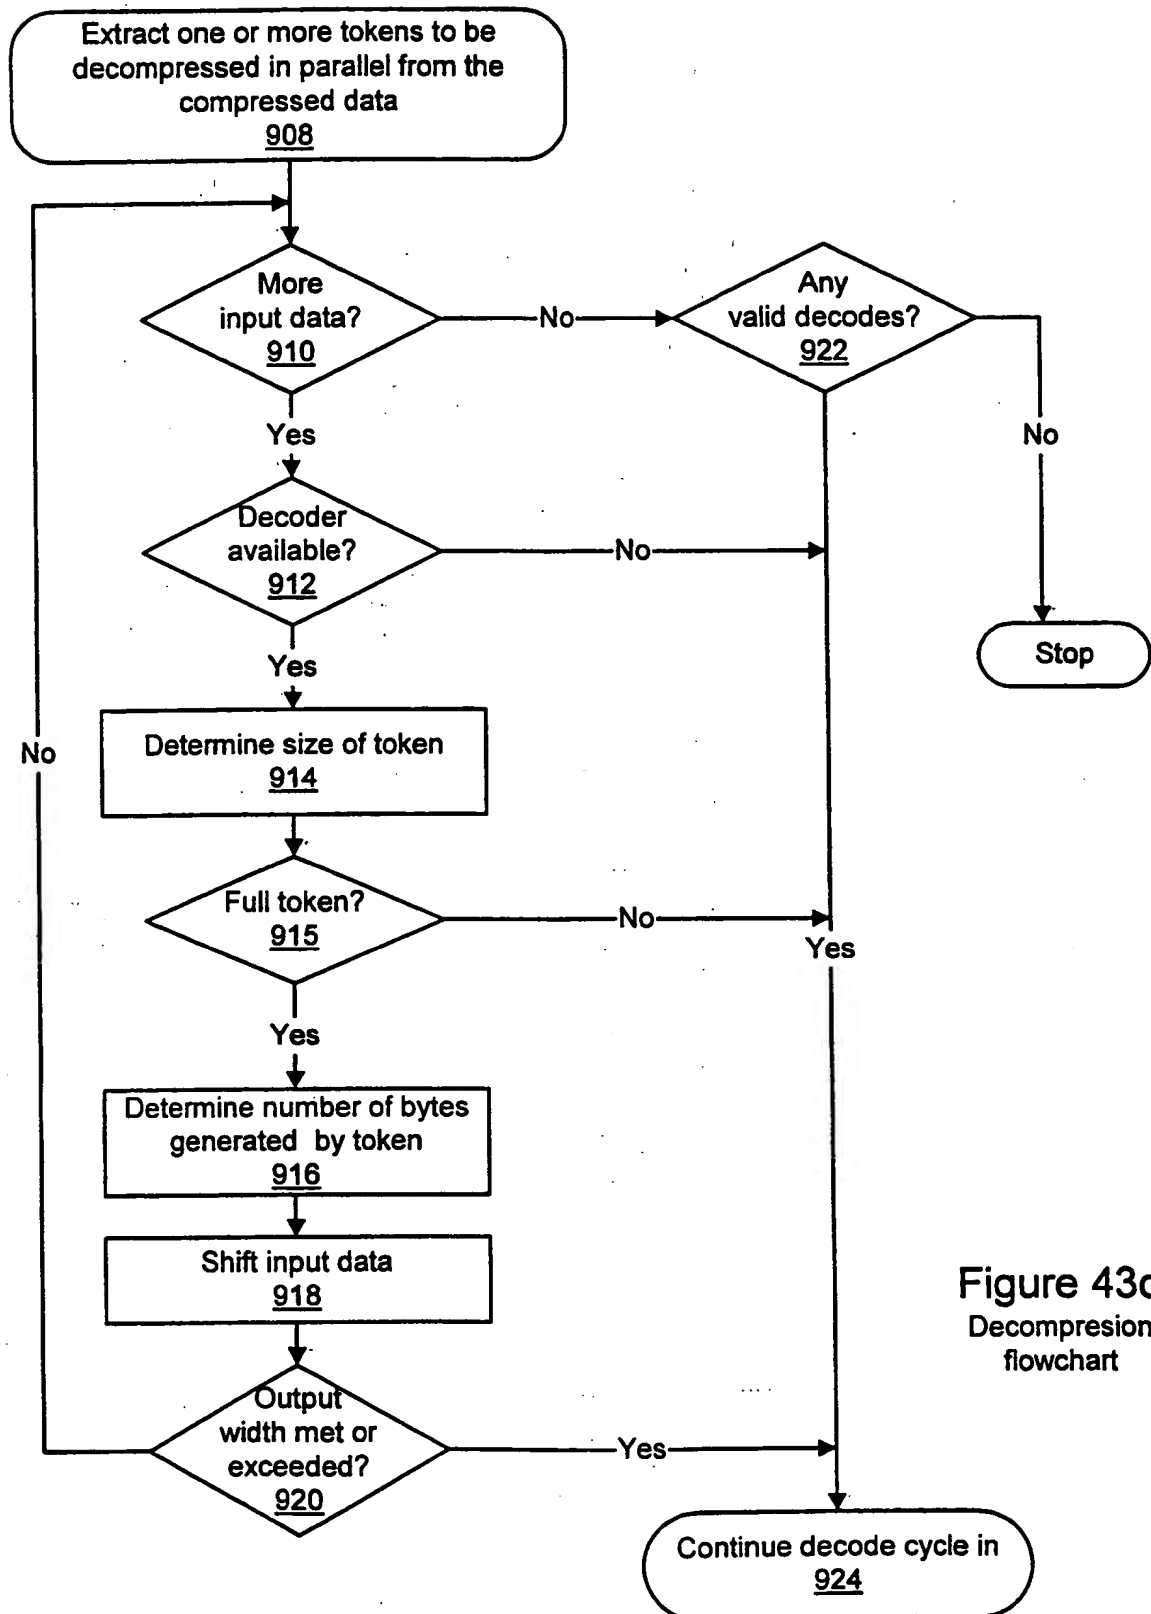 Extract one or more tokens to be
decompressed in parallel from the
compressed data
908
More
input data?
910
No
Any
valid decodes?
922
Yes
No
Decoder
available?
912
No
Yes
Stop
Determine size of token
914
No
Full token?
915
No
Yes
Yes
Determine number of bytes
generated by token
916
Shift input data
918
Output
width met or
exceeded?
920
Yes
Continue decode cycle in
924
Figure 43c
Decompresion
flowchart